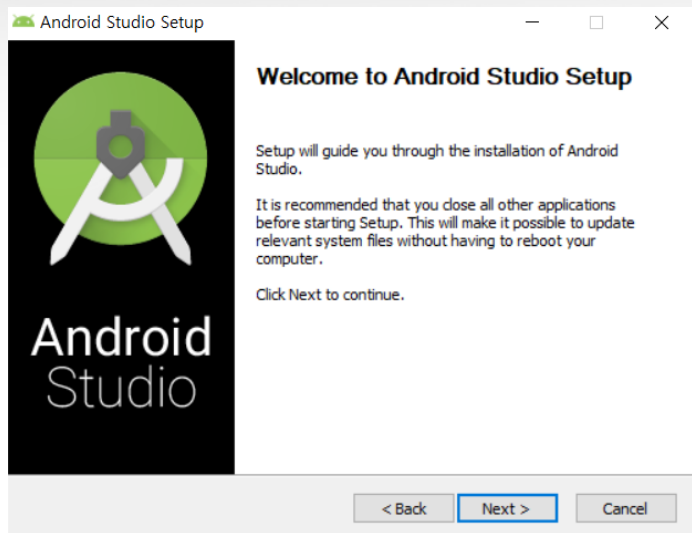 Android Studio Setup
Welcome to Android Studio Setup
Setup will guide you through the installation of Android
Studio.
It is recommended that you close all other applications
before starting Setup. This will make it possible to update
relevant system files without having to reboot your
computer.
Click Next to continue.
Android
Studio
< Back
Next >
Cancel